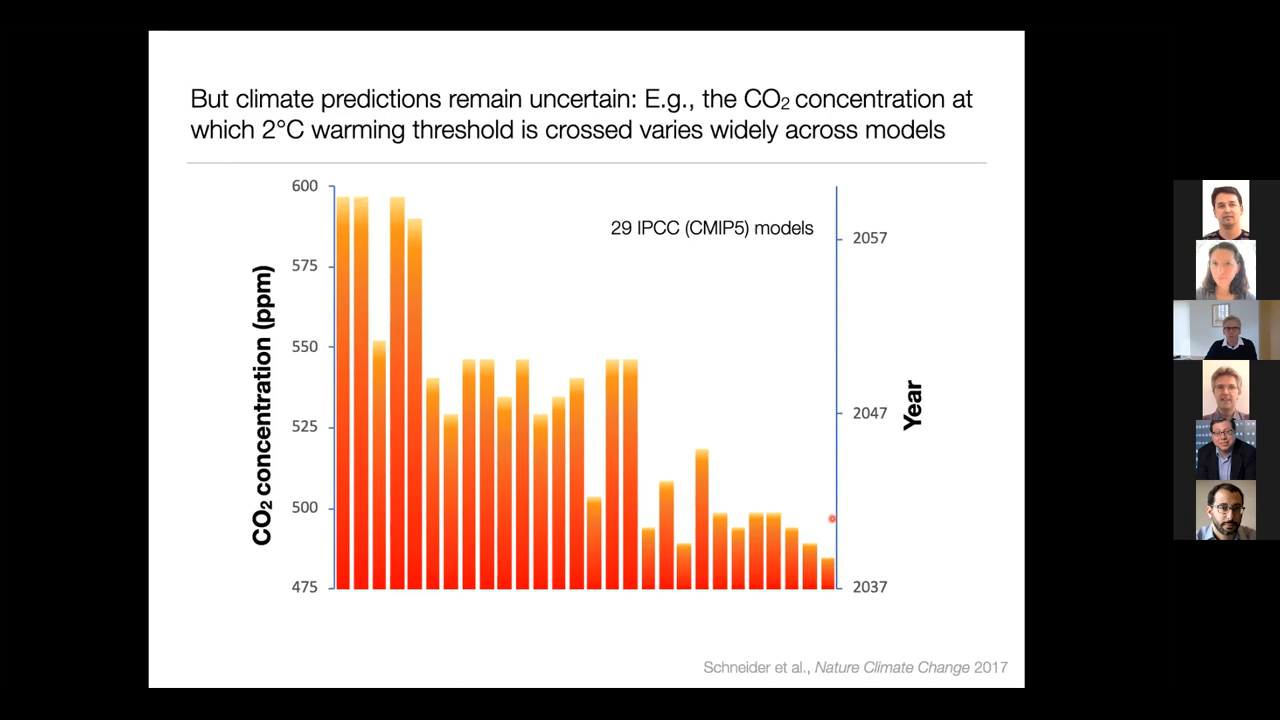 But climate predictions remain uncertain: E.g., the CO₂ concentration at
which 2°C warming threshold is crossed varies widely across models
600
575
550
525
500
475
CO₂ concentration (ppm)
29 IPCC (CMIP5) models
2057
2047
2037
Year
Schneider et al., Nature Climate Change 2017